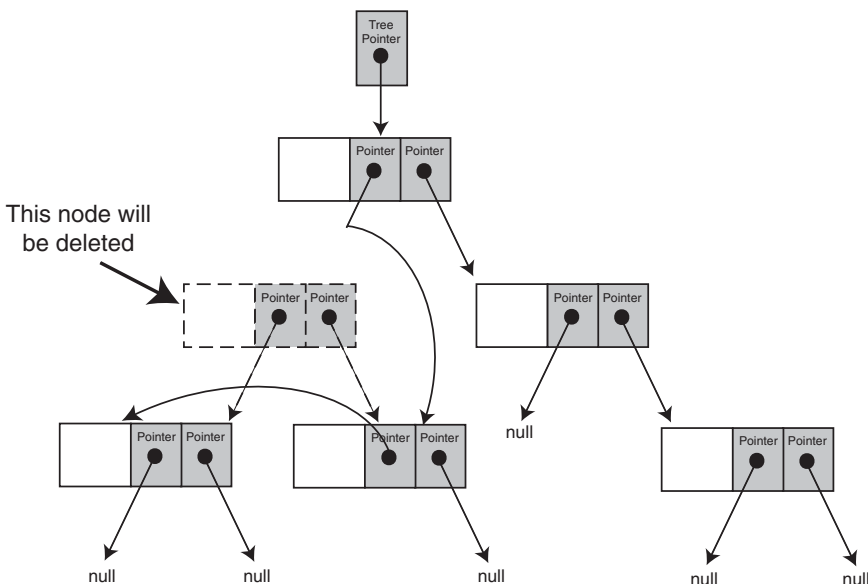 Tree
Pointer
Pointer Pointer
This node will
be deleted
Pointer Pointer
Pointer Pointer
null
Pointer Pointer
Pointer Pointer
Pointer Pointer
null
null
null
null
null